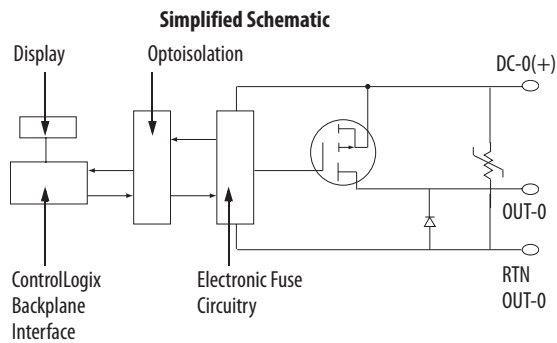 Simplified Schematic
Display
Optoisolation
DC-0(+)
OUT-0
ControlLogix
Backplane
Interface
Electronic Fuse
Circuitry
RTN
OUT-0